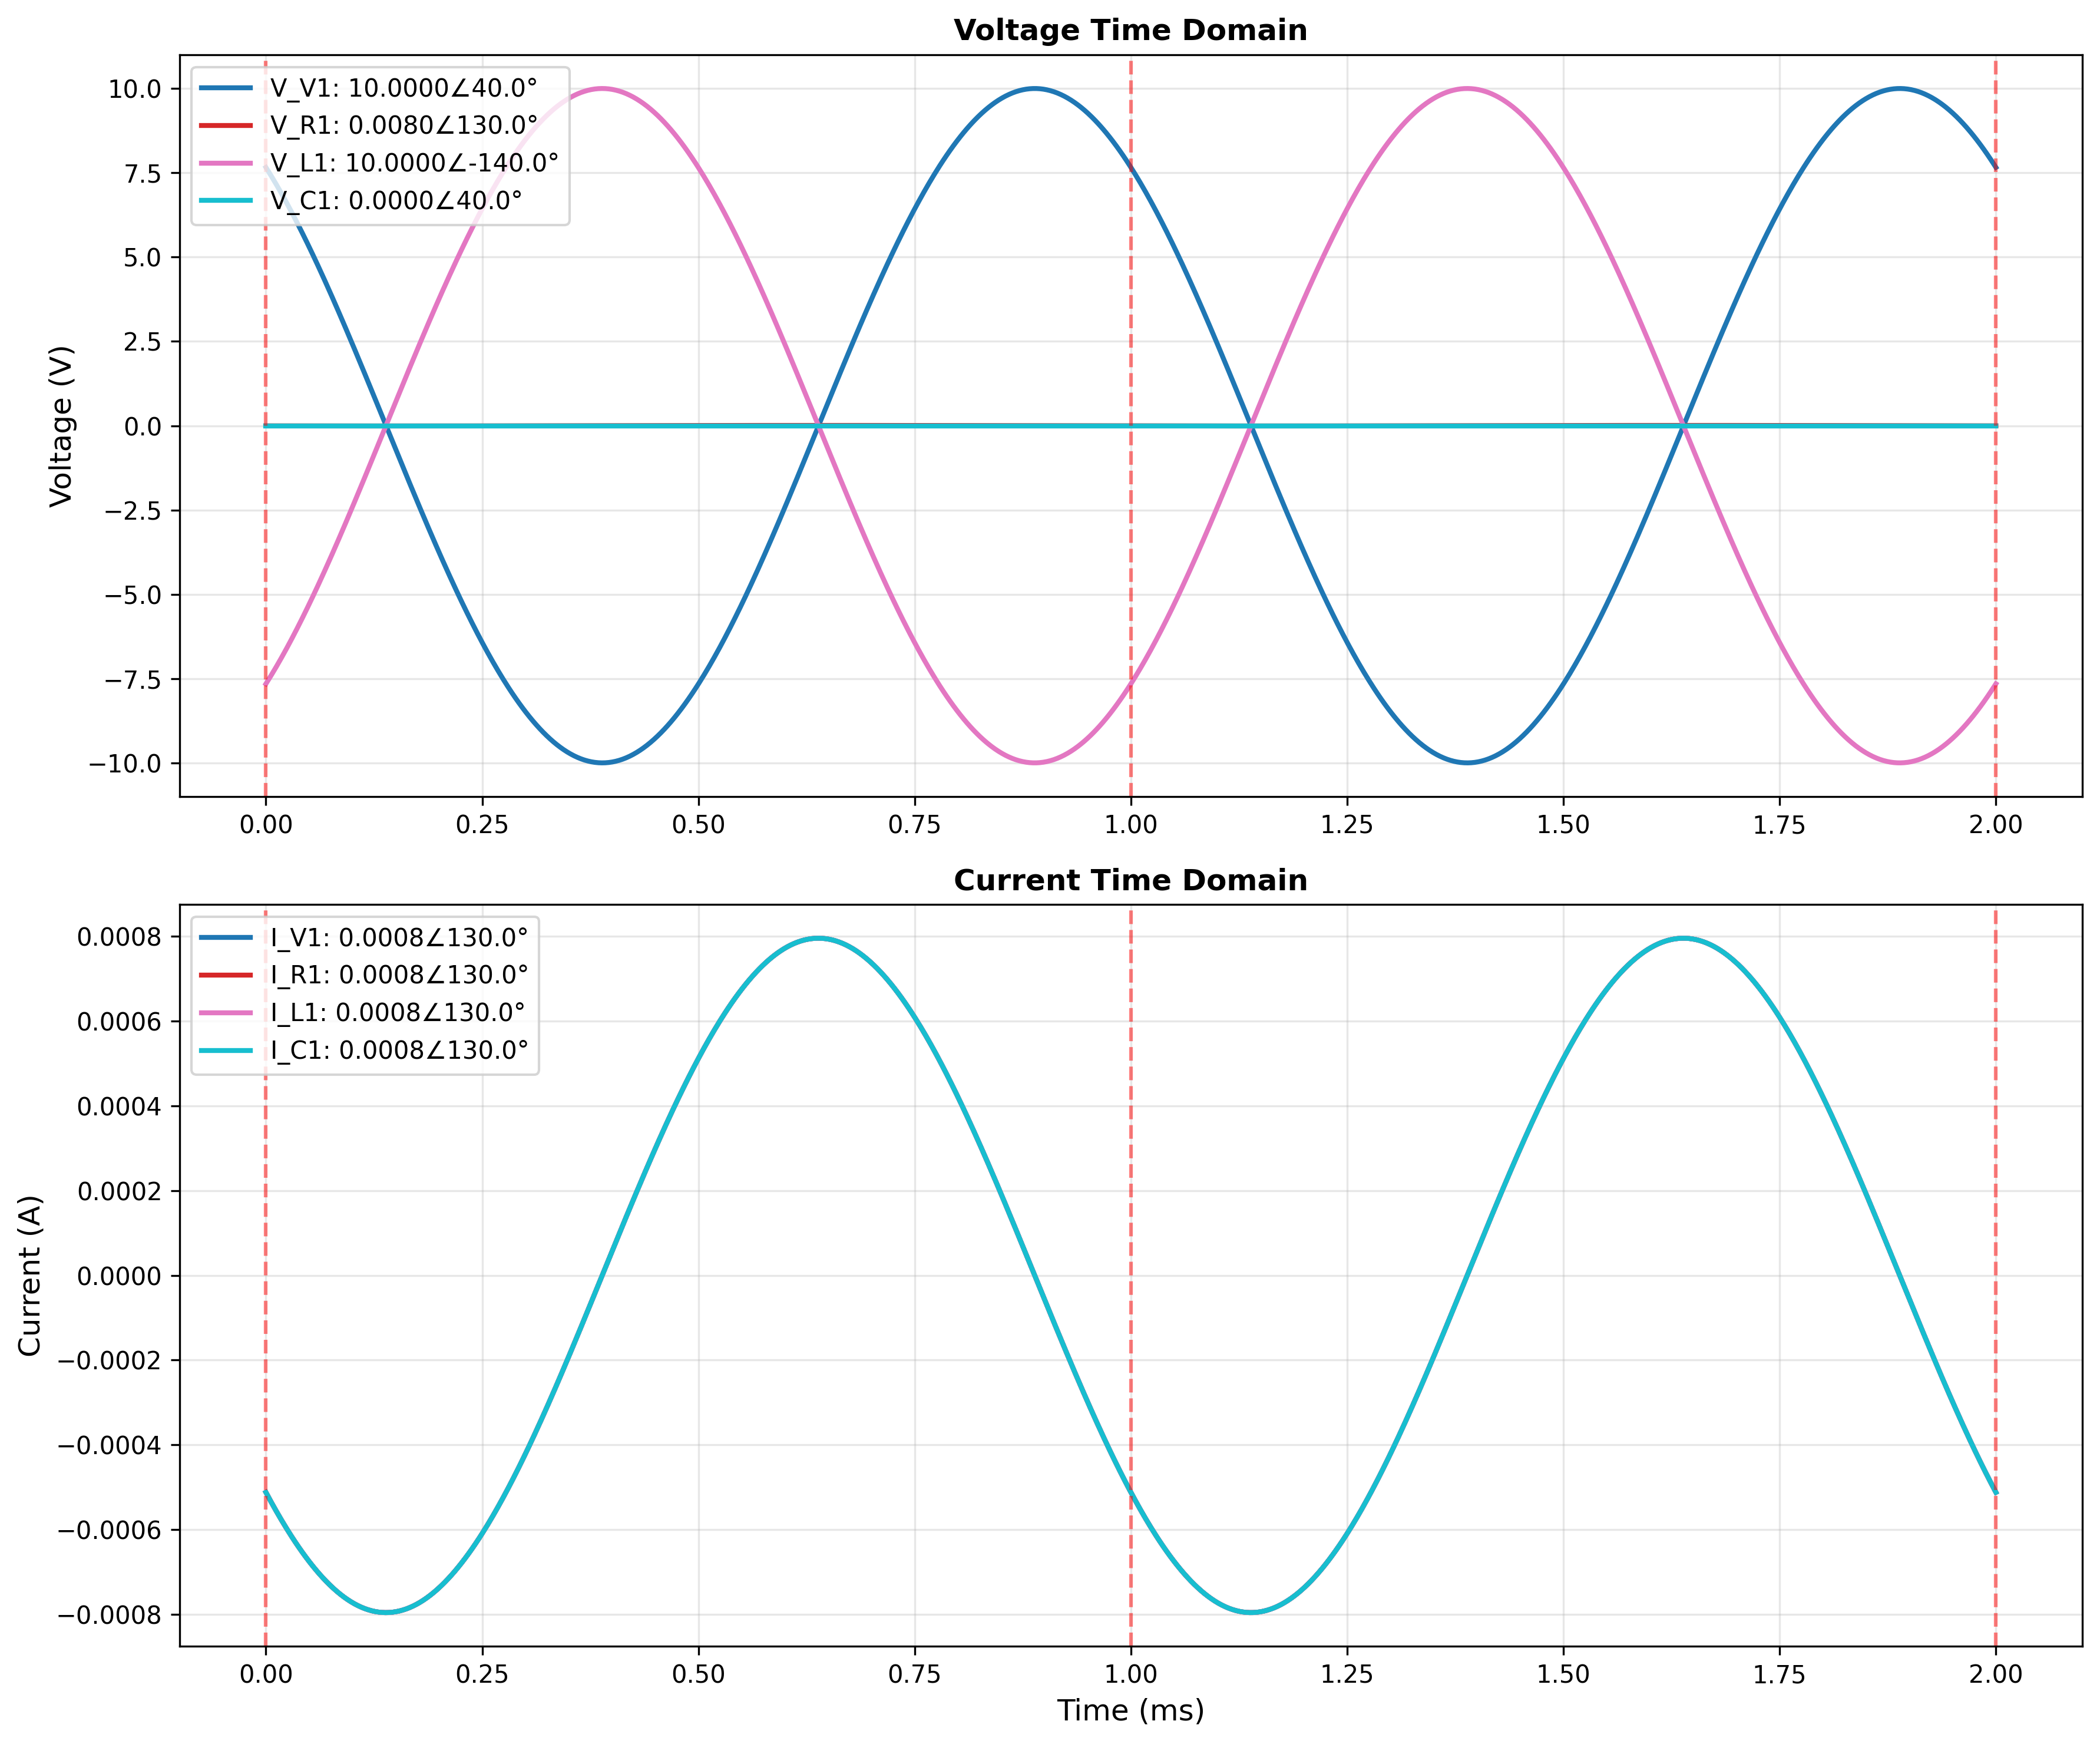 Voltage Time Domain
V_V1: 10.0000∠40.0°
V_R1: 0.0080∠130.0°
V_L1: 10.0000∠-140.0°
V_C1: 0.0000∠40.0°
Voltage (V)
10.0
7.5
5.0
2.5
0.0
−2.5
−5.0
−7.5
−10.0
0.00 0.25 0.50 0.75 1.00 1.25 1.50 1.75 2.00
Current Time Domain
I_V1: 0.0008∠130.0°
I_R1: 0.0008∠130.0°
I_L1: 0.0008∠130.0°
I_C1: 0.0008∠130.0°
Current (A)
0.0008
0.0006
0.0004
0.0002
0.0000
−0.0002
−0.0004
−0.0006
−0.0008
0.00 0.25 0.50 0.75 1.00 1.25 1.50 1.75 2.00
Time (ms)